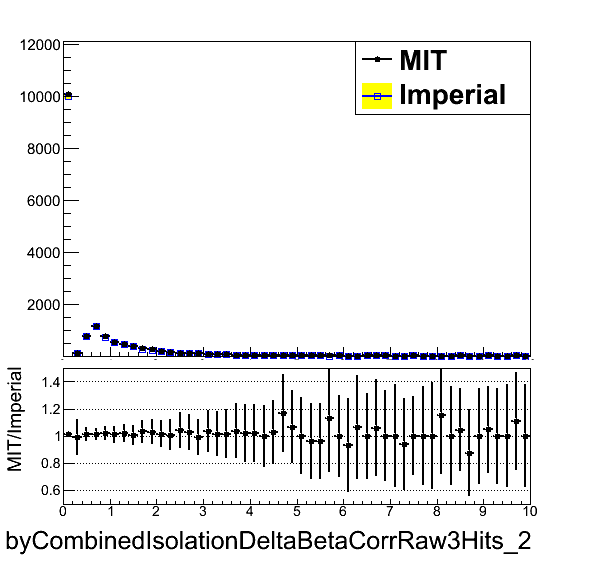 12000
10000
8000
6000
4000
2000
MIT
Imperial
MIT/Imperial
1.4
1.2
1
0.8
0.6
0 1 2 3 4 5 6 7 8 9 10
byCombinedIsolationDeltaBetaCorrRaw3Hits_2